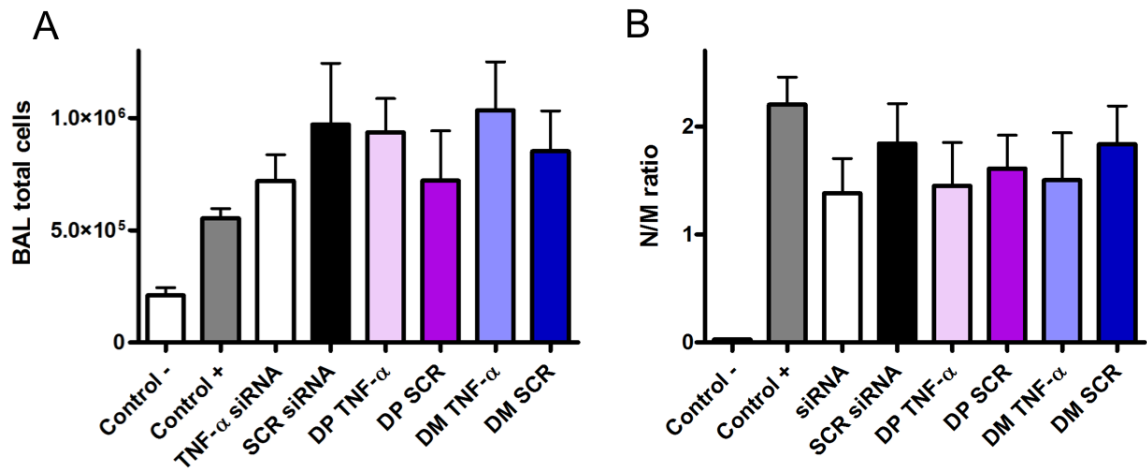 A
BAL total cells
1.0×10⁶
5.0×10⁵
0
Control -
Control +
TNF-α siRNA
SCR siRNA
DP TNF-α
DP SCR
DM TNF-α
DM SCR
B
N/M ratio
2
1
0
Control -
Control +
siRNA
SCR siRNA
DP TNF-α
DP SCR
DM TNF-α
DM SCR